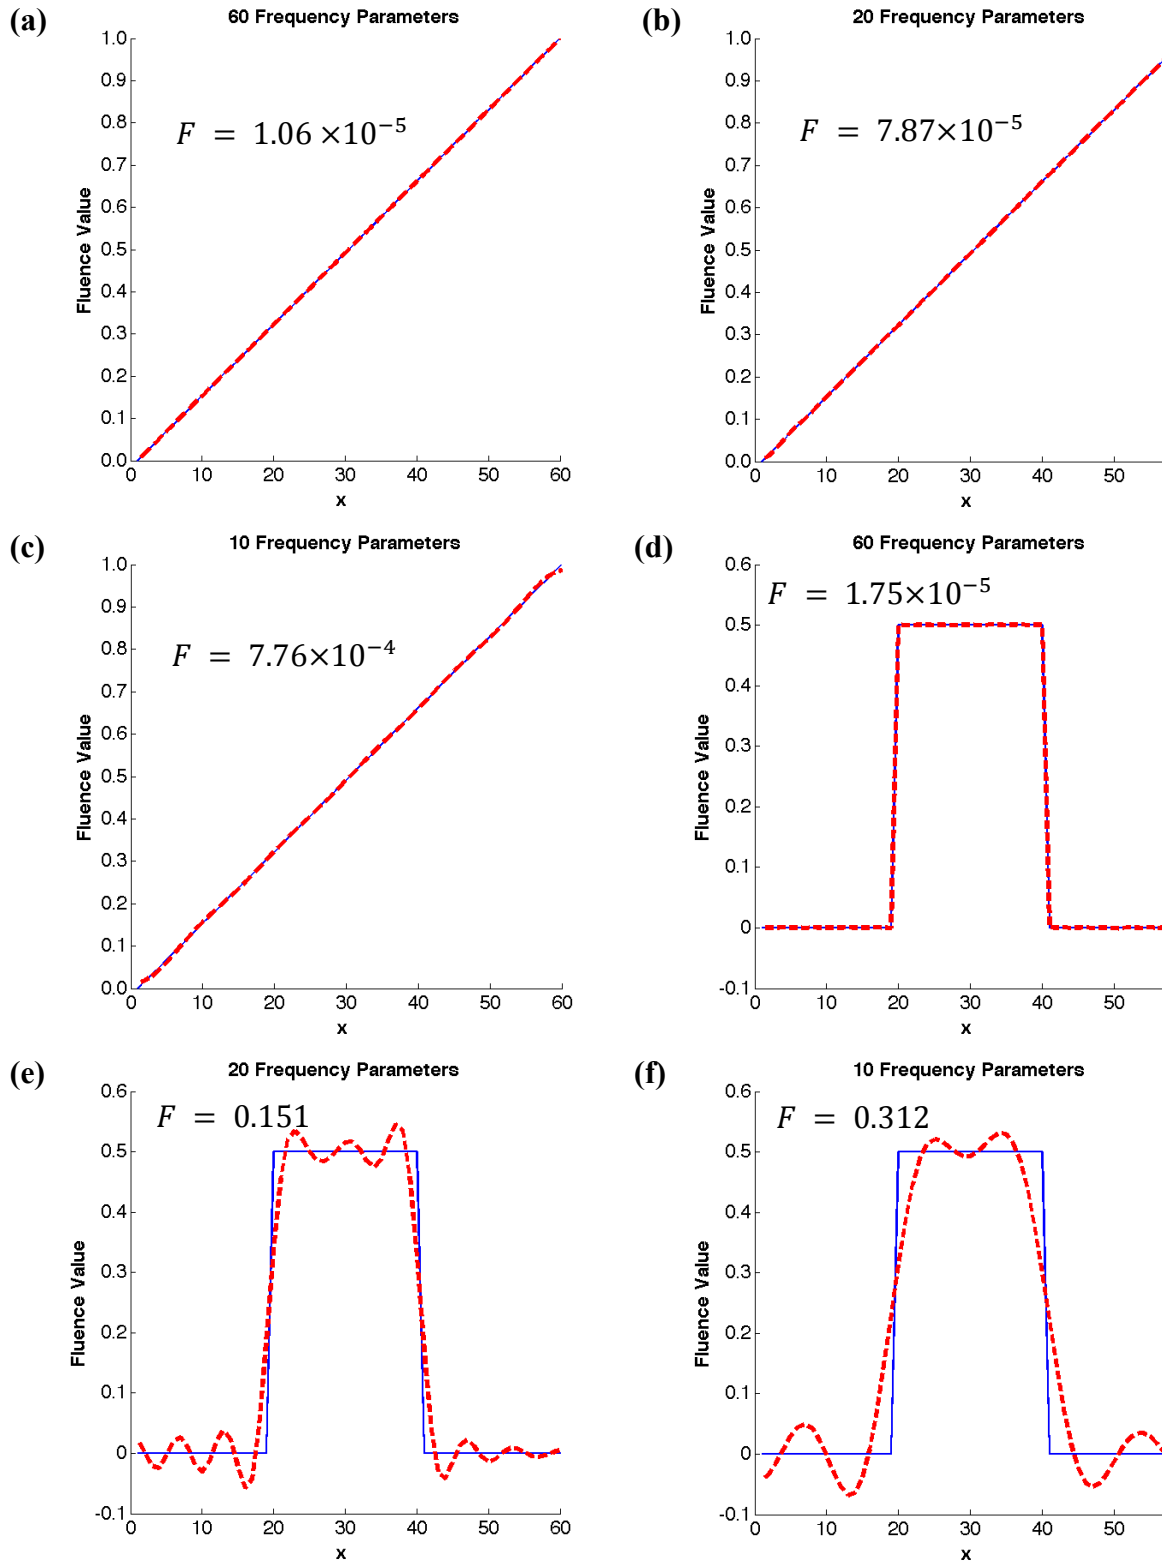 (a)
60 Frequency Parameters
F = 1.06 ×10⁻⁵
Fluence Value
1.0
0.9
0.8
0.7
0.6
0.5
0.4
0.3
0.2
0.1
0.0
0 10 20 30 40 50 60
x
(b)
20 Frequency Parameters
F = 7.87×10⁻⁵
Fluence Value
1.0
0.9
0.8
0.7
0.6
0.5
0.4
0.3
0.2
0.1
0.0
0 10 20 30 40 50
x
(c)
10 Frequency Parameters
F = 7.76×10⁻⁴
Fluence Value
1.0
0.9
0.8
0.7
0.6
0.5
0.4
0.3
0.2
0.1
0.0
0 10 20 30 40 50 60
x
(d)
60 Frequency Parameters
F = 1.75×10⁻⁵
Fluence Value
0.6
0.5
0.4
0.3
0.2
0.1
0
-0.1
0 10 20 30 40 50
x
(e)
20 Frequency Parameters
F = 0.151
Fluence Value
0.6
0.5
0.4
0.3
0.2
0.1
0
-0.1
0 10 20 30 40 50 60
x
(f)
10 Frequency Parameters
F = 0.312
Fluence Value
0.6
0.5
0.4
0.3
0.2
0.1
0
-0.1
0 10 20 30 40 50
x